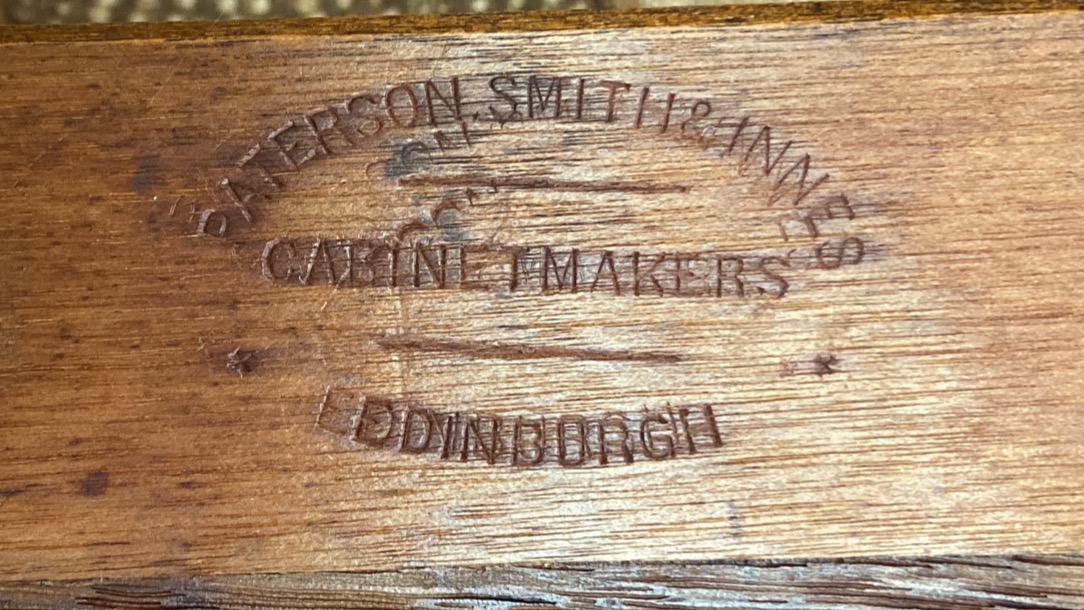 PATERSON, SMITH & INNES
CABINETMAKERS
EDINBURGH